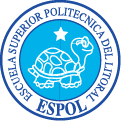 ESCUELA SUPERIOR POLITECNICA DEL LITORAL
ESPOL